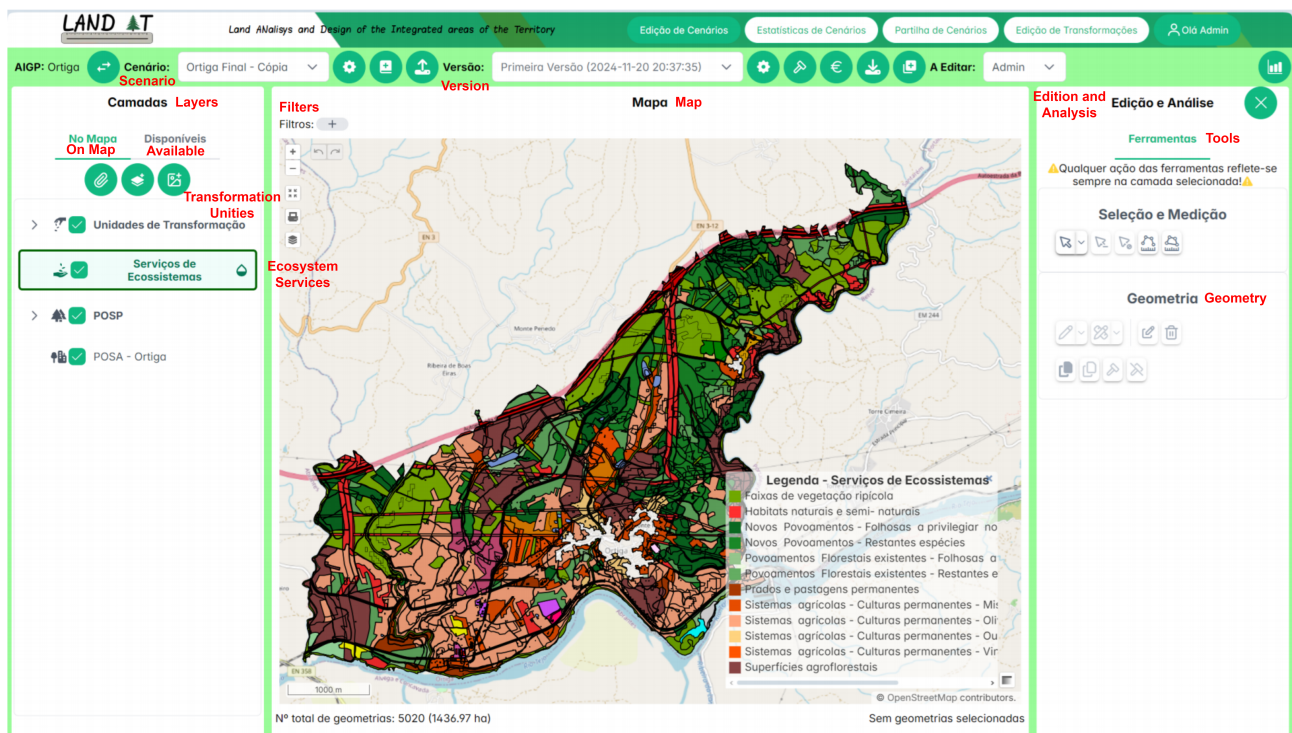 LAND IT
Land ANalisys and Design of the Integrated areas of the Territory
Edição de Cenários
Estatísticas de Cenários
Partilha de Cenários
Edição de Transformações
Olá Admin
AIGP: Ortiga
Cenário:
Scenario
Ortiga Final - Cópia
Versão:
Version
Primeira Versão (2024-11-20 20:37:35)
€
A Editar:
Admin
Camadas Layers
No Mapa
On Map
Disponíveis
Available
Transformation
Unities
Unidades de Transformação
Serviços de
Ecossistemas
Ecosystem
Services
POSP
POSA - Ortiga
Filters
Filtros: +
Mapa Map
EN 3
EN 3-12
EN 244
Monte Penedo
Ribeira de Boas
Eiras
Torre Cimeira
Ortiga
EN 358
1000 m
Legenda - Serviços de Ecossistemas
Faixas de vegetação ripícola
Habitats naturais e semi- naturais
Novos Povoamentos - Folhosas a privilegiar no
Novos Povoamentos - Restantes espécies
Povoamentos Florestais existentes - Folhosas a
Povoamentos Florestais existentes - Restantes e
Prados e pastagens permanentes
Sistemas agrícolas - Culturas permanentes - Mis
Sistemas agrícolas - Culturas permanentes - Oli
Sistemas agrícolas - Culturas permanentes - Ou
Sistemas agrícolas - Culturas permanentes - Vir
Superfícies agroflorestais
© OpenStreetMap contributors.
Nº total de geometrias: 5020 (1436.97 ha)
Sem geometrias selecionadas
Edition and
Analysis
Edição e Análise
Ferramentas Tools
Qualquer ação das ferramentas reflete-se
sempre na camada selecionada!
Seleção e Medição
Geometria Geometry